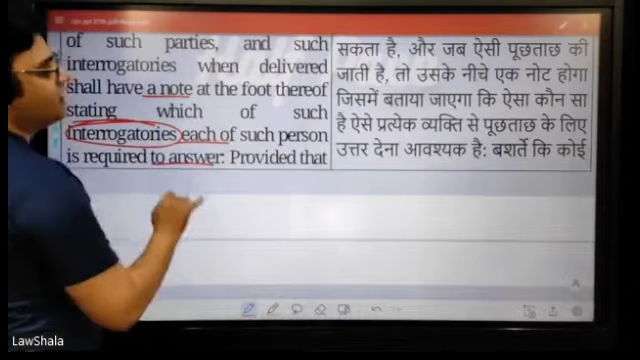 of such parties, and such
interrogatories when delivered
shall have a note at the foot thereof
stating which of such
interrogatories each of such person
is required to answer: Provided that
सकता है, और जब ऐसी पूछताछ की
जाती है, तो उसके नीचे एक नोट होगा
जिसमें बताया जाएगा कि ऐसा कौन सा
है ऐसे प्रत्येक व्यक्ति से पूछताछ के लिए
उत्तर देना आवश्यक है: बशर्ते कि कोई
LawShala